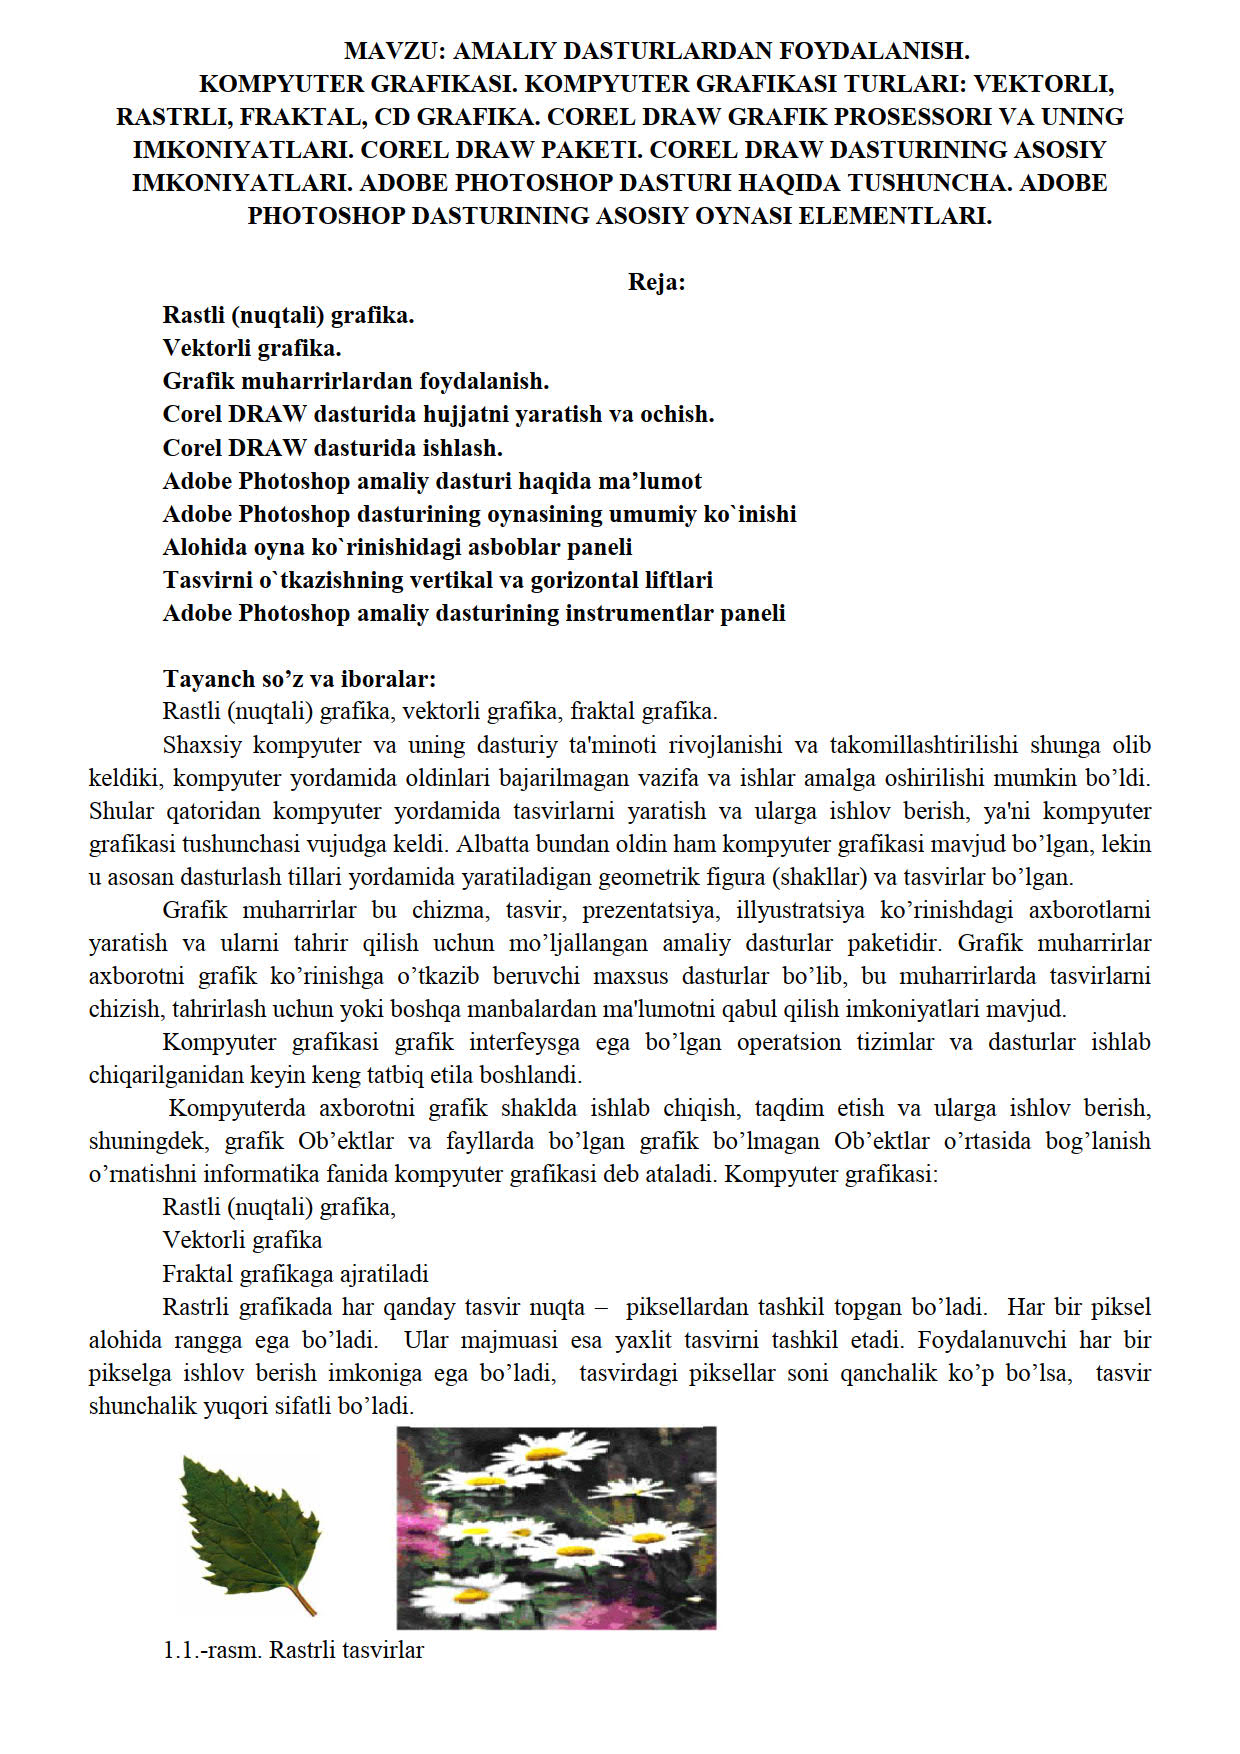 MAVZU: AMALIY DASTURLARDAN FOYDALANISH.
KOMPYUTER GRAFIKASI. KOMPYUTER GRAFIKASI TURLARI: VEKTORLI,
RASTRLI, FRAKTAL, CD GRAFIKA. COREL DRAW GRAFIK PROSESSORI VA UNING
IMKONIYATLARI. COREL DRAW PAKETI. COREL DRAW DASTURINING ASOSIY
IMKONIYATLARI. ADOBE PHOTOSHOP DASTURI HAQIDA TUSHUNCHA. ADOBE
PHOTOSHOP DASTURINING ASOSIY OYNASI ELEMENTLARI.
Reja:
Rastli (nuqtali) grafika.
Vektorli grafika.
Grafik muharrirlardan foydalanish.
Corel DRAW dasturida hujjatni yaratish va ochish.
Corel DRAW dasturida ishlash.
Adobe Photoshop amaliy dasturi haqida ma’lumot
Adobe Photoshop dasturining oynasining umumiy ko`inishi
Alohida oyna ko`rinishidagi asboblar paneli
Tasvirni o`tkazishning vertikal va gorizontal liftlari
Adobe Photoshop amaliy dasturining instrumentlar paneli
Tayanch so’z va iboralar:
Rastli (nuqtali) grafika, vektorli grafika, fraktal grafika.
Shaxsiy kompyuter va uning dasturiy ta'minoti rivojlanishi va takomillashtirilishi shunga olib
keldiki, kompyuter yordamida oldinlari bajarilmagan vazifa va ishlar amalga oshirilishi mumkin bo’ldi.
Shular qatoridan kompyuter yordamida tasvirlarni yaratish va ularga ishlov berish, ya'ni kompyuter
grafikasi tushunchasi vujudga keldi. Albatta bundan oldin ham kompyuter grafikasi mavjud bo’lgan, lekin
u asosan dasturlash tillari yordamida yaratiladigan geometrik figura (shakllar) va tasvirlar bo’lgan.
Grafik muharrirlar bu chizma, tasvir, prezentatsiya, illyustratsiya ko’rinishdagi axborotlarni
yaratish va ularni tahrir qilish uchun mo’ljallangan amaliy dasturlar paketidir. Grafik muharrirlar
axborotni grafik ko’rinishga o’tkazib beruvchi maxsus dasturlar bo’lib, bu muharrirlarda tasvirlarni
chizish, tahrirlash uchun yoki boshqa manbalardan ma'lumotni qabul qilish imkoniyatlari mavjud.
Kompyuter grafikasi grafik interfeysga ega bo’lgan operatsion tizimlar va dasturlar ishlab
chiqarilganidan keyin keng tatbiq etila boshlandi.
Kompyuterda axborotni grafik shaklda ishlab chiqish, taqdim etish va ularga ishlov berish,
shuningdek, grafik Ob’ektlar va fayllarda bo’lgan grafik bo’lmagan Ob’ektlar o’rtasida bog’lanish
o’rnatishni informatika fanida kompyuter grafikasi deb ataladi. Kompyuter grafikasi:
Rastli (nuqtali) grafika,
Vektorli grafika
Fraktal grafikaga ajratiladi
Rastrli grafikada har qanday tasvir nuqta – piksellardan tashkil topgan bo’ladi. Har bir piksel
alohida rangga ega bo’ladi. Ular majmuasi esa yaxlit tasvirni tashkil etadi. Foydalanuvchi har bir
pikselga ishlov berish imkoniga ega bo’ladi, tasvirdagi piksellar soni qanchalik ko’p bo’lsa, tasvir
shunchalik yuqori sifatli bo’ladi.
1.1.-rasm. Rastrli tasvirlar